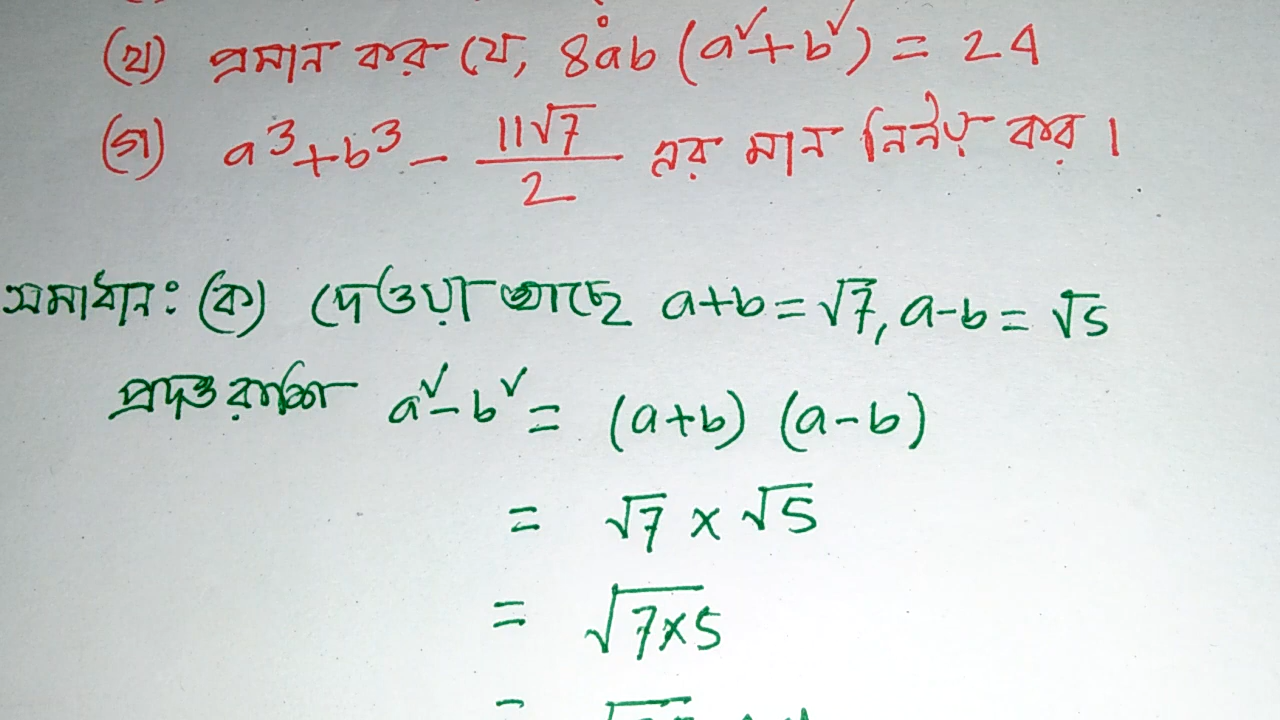 (খ) প্রমান কর যে, 8ab (a² + b²) = 24
(গ) a³ + b³ - 11√7/2 এর মান নির্নয় কর।
সমাধান: (ক) দেওয়া আছে a+b = √7, a-b = √5
প্রদত্ত রাশি a² - b² = (a+b) (a-b)
= √7 × √5
= √7×5
=